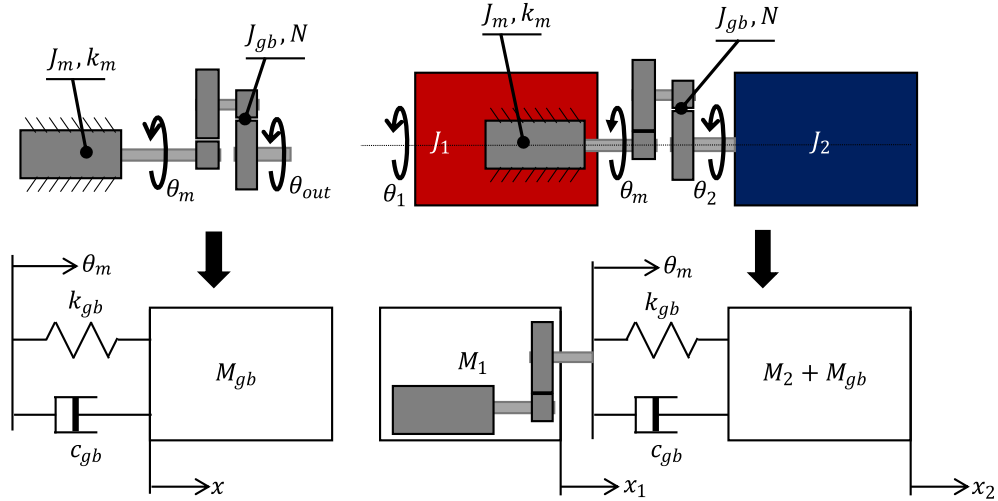 J_m, k_m
J_gb, N
θ_m
θ_out
θ_m
k_gb
M_gb
c_gb
x
J_m, k_m
J_gb, N
J_1
J_2
θ_1
θ_m
θ_2
θ_m
k_gb
M_1
M_2 + M_gb
c_gb
x_1
x_2